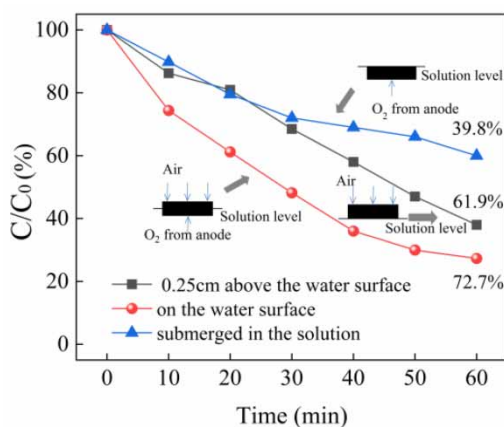 C/C0 (%)
100
80
60
40
20
0
Solution level
O2 from anode
39.8%
Air
Solution level
O2 from anode
Air
61.9%
Solution level
72.7%
0.25cm above the water surface
on the water surface
submerged in the solution
0 10 20 30 40 50 60
Time (min)